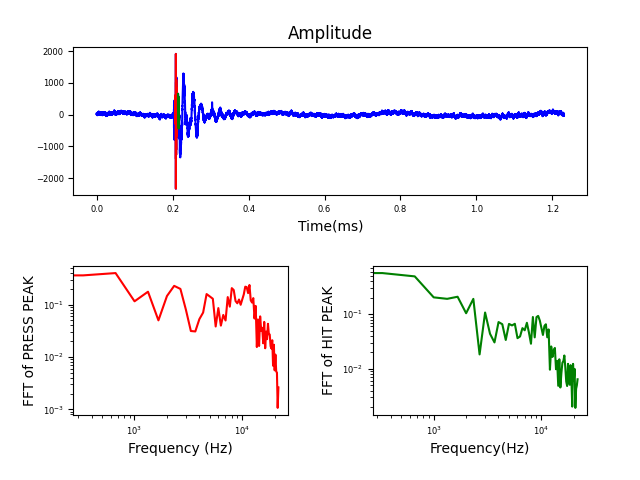 Amplitude
2000
1000
0
−1000
−2000
0.0 0.2 0.4 0.6 0.8 1.0 1.2
Time(ms)
FFT of PRESS PEAK
10⁻¹
10⁻²
10⁻³
10³ 10⁴
Frequency (Hz)
FFT of HIT PEAK
10⁻¹
10⁻²
10³ 10⁴
Frequency(Hz)